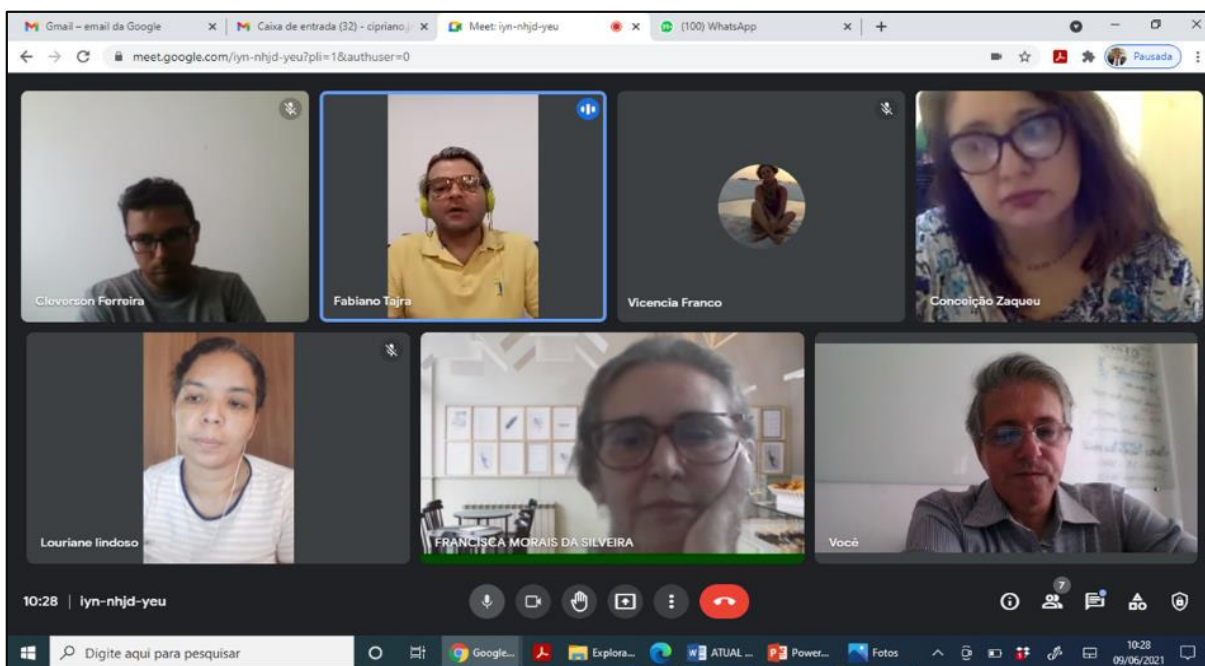 Gmail – email da Google
Caixa de entrada (32) - cipriano.j
Meet: iyn-nhjd-yeu
(100) WhatsApp
meet.google.com/iyn-nhjd-yeu?pli=1&authuser=0
Pausada
Cleverson Ferreira
Fabiano Tajra
Vicencia Franco
Conceição Zaqueu
Louriane lindoso
FRANCISCA MORAIS DA SILVEIRA
Você
10:28 | iyn-nhjd-yeu
7
Digite aqui para pesquisar
Google...
Explora...
ATUAL ...
Power...
Fotos
10:28
09/06/2021